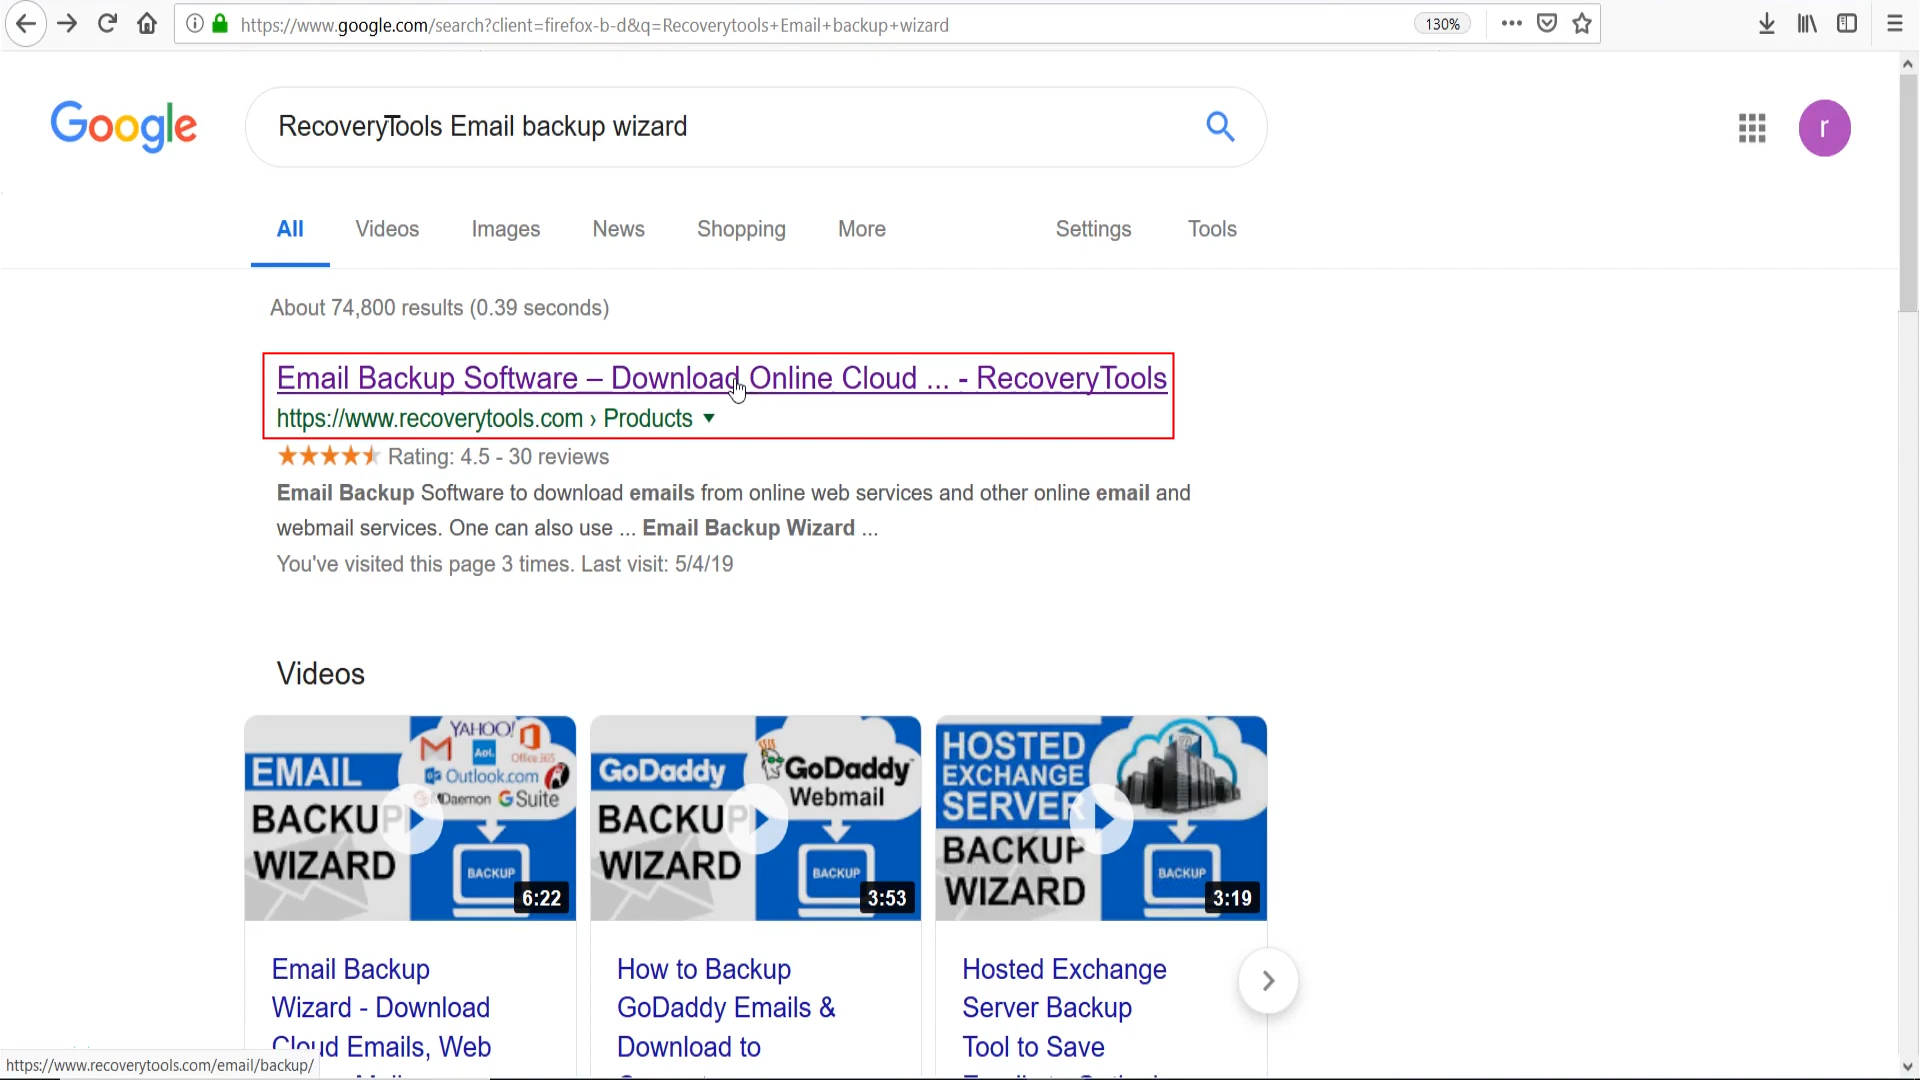 https://www.google.com/search?client=firefox-b-d&q=Recoverytools+Email+backup+wizard
130%
Google
RecoveryTools Email backup wizard
r
All Videos Images News Shopping More Settings Tools
About 74,800 results (0.39 seconds)
Email Backup Software – Download Online Cloud ... - RecoveryTools
https://www.recoverytools.com › Products
Rating: 4.5 - 30 reviews
Email Backup Software to download emails from online web services and other online email and
webmail services. One can also use ... Email Backup Wizard ...
You've visited this page 3 times. Last visit: 5/4/19
Videos
EMAIL
BACKUP
WIZARD
YAHOO!
Aol.
Office 365
Outlook.com
MDaemon G Suite
BACKUP
6:22
GoDaddy
BACKUP
WIZARD
GoDaddy
Webmail
BACKUP
3:53
HOSTED
EXCHANGE
SERVER
BACKUP
WIZARD
BACKUP
3:19
Email Backup
Wizard - Download
Cloud Emails, Web
How to Backup
GoDaddy Emails &
Download to
Hosted Exchange
Server Backup
Tool to Save
https://www.recoverytools.com/email/backup/